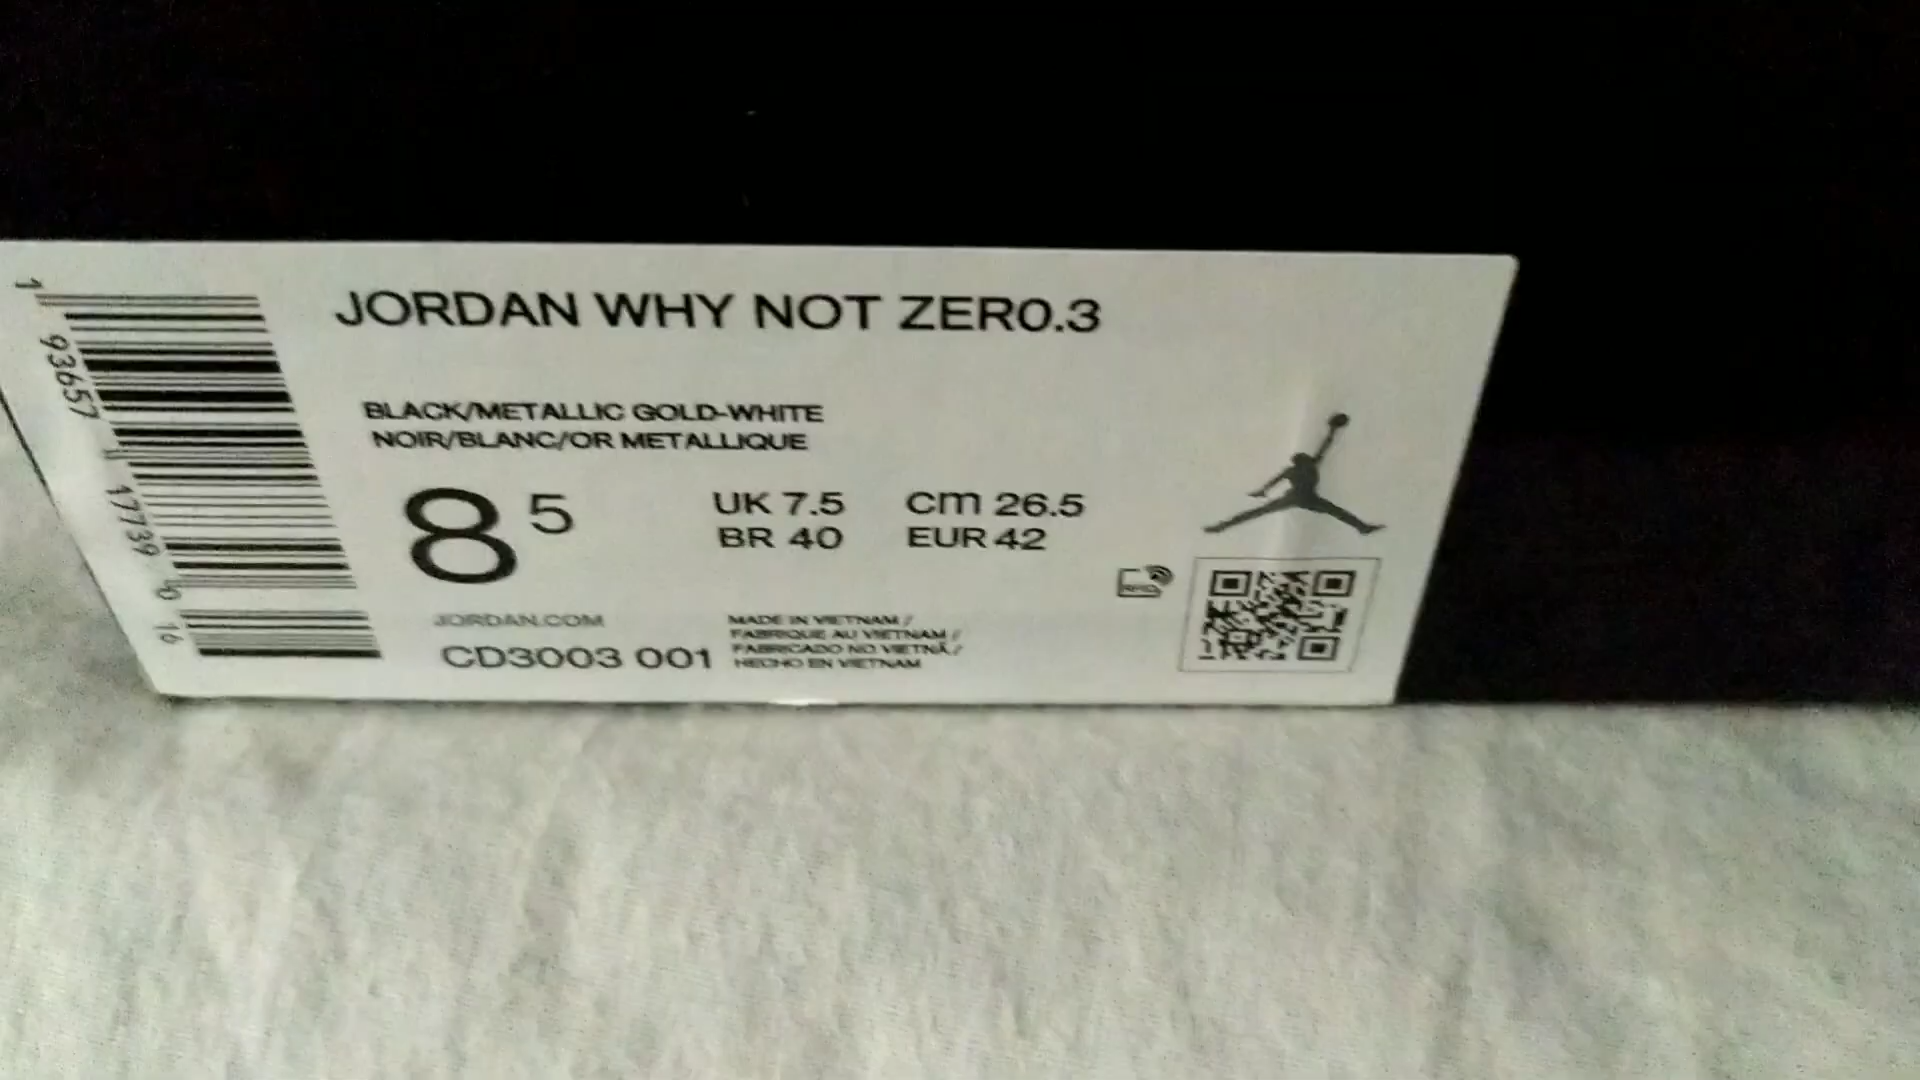 JORDAN WHY NOT ZER0.3
BLACK/METALLIC GOLD-WHITE
NOIR/BLANC/OR METALLIQUE
8 5
UK 7.5 CM 26.5
BR 40 EUR 42
JORDAN.COM
CD3003 001
MADE IN VIETNAM /
FABRIQUE AU VIETNAM /
FABRICADO NO VIETNÃ /
HECHO EN VIETNAM
RFID
1 93657 17739 16